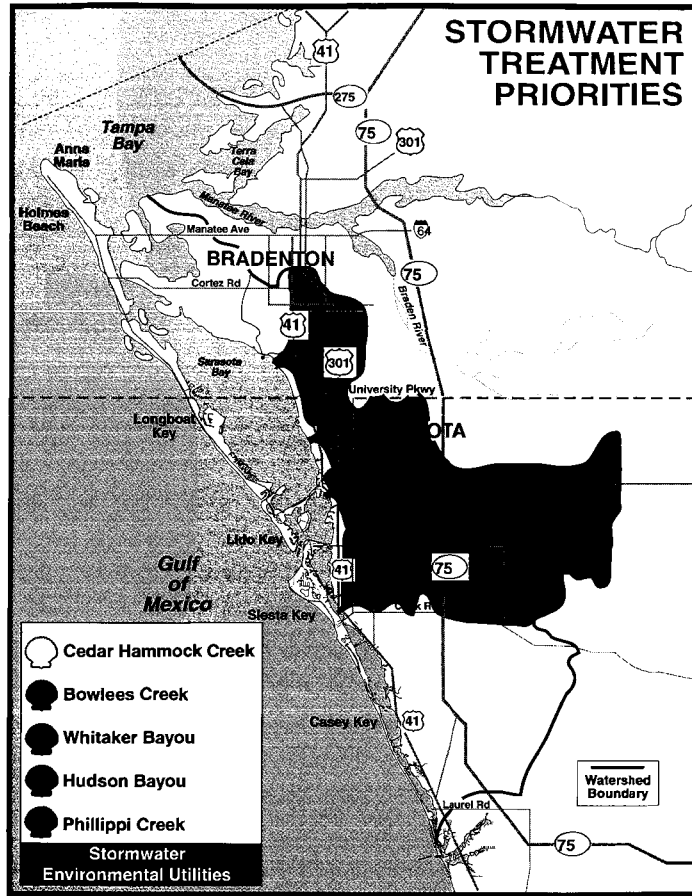 STORMWATER
TREATMENT
PRIORITIES
41
275
75
301
Tampa
Bay
Terra
Ceia
Bay
Anna
Maria
Holmes
Beach
Manatee River
Manatee Ave
64
BRADENTON
75
Cortez Rd
Braden River
41
301
Sarasota
Bay
University Pkwy
Longboat
Key
OTA
Lido Key
Gulf
of
Mexico
41
75
Siesta Key
Casey Key
41
Laurel Rd
75
Cedar Hammock Creek
Bowlees Creek
Whitaker Bayou
Hudson Bayou
Phillippi Creek
Stormwater
Environmental Utilities
Watershed
Boundary